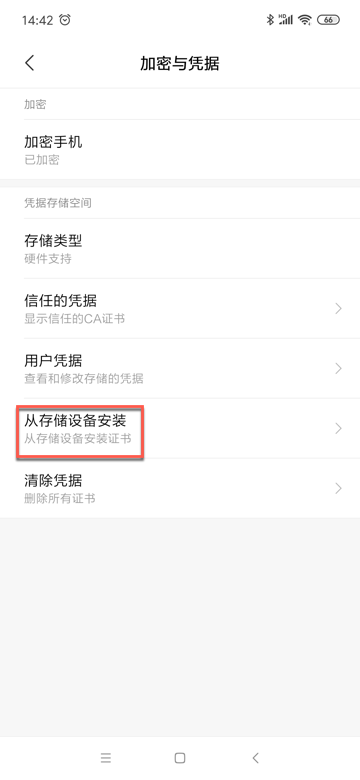 14:42 HD 66
加密与凭据
加密
加密手机
已加密
凭据存储空间
存储类型
硬件支持
信任的凭据
显示信任的CA证书
用户凭据
查看和修改存储的凭据
从存储设备安装
从存储设备安装证书
清除凭据
删除所有证书